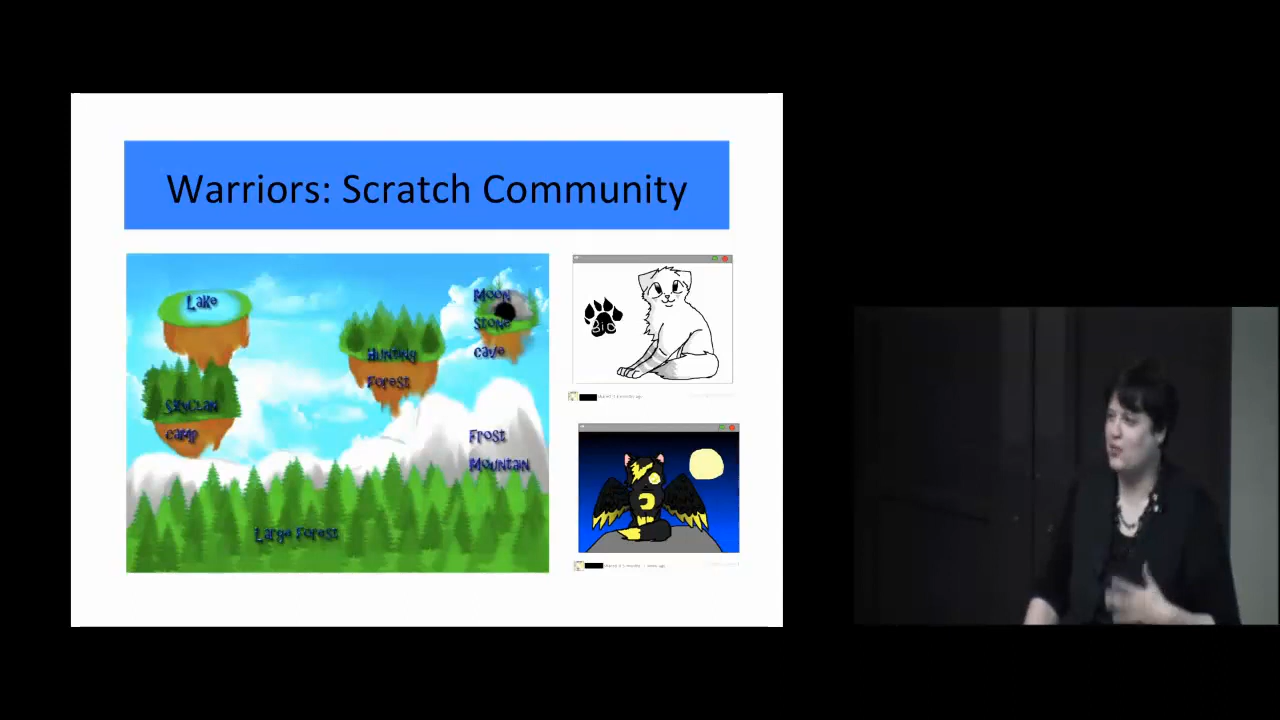 Warriors: Scratch Community
Lake
Moon
Stone
cave
Hunting
Forest
SkyClan
camp
Frost
Mountain
Large Forest
Bio